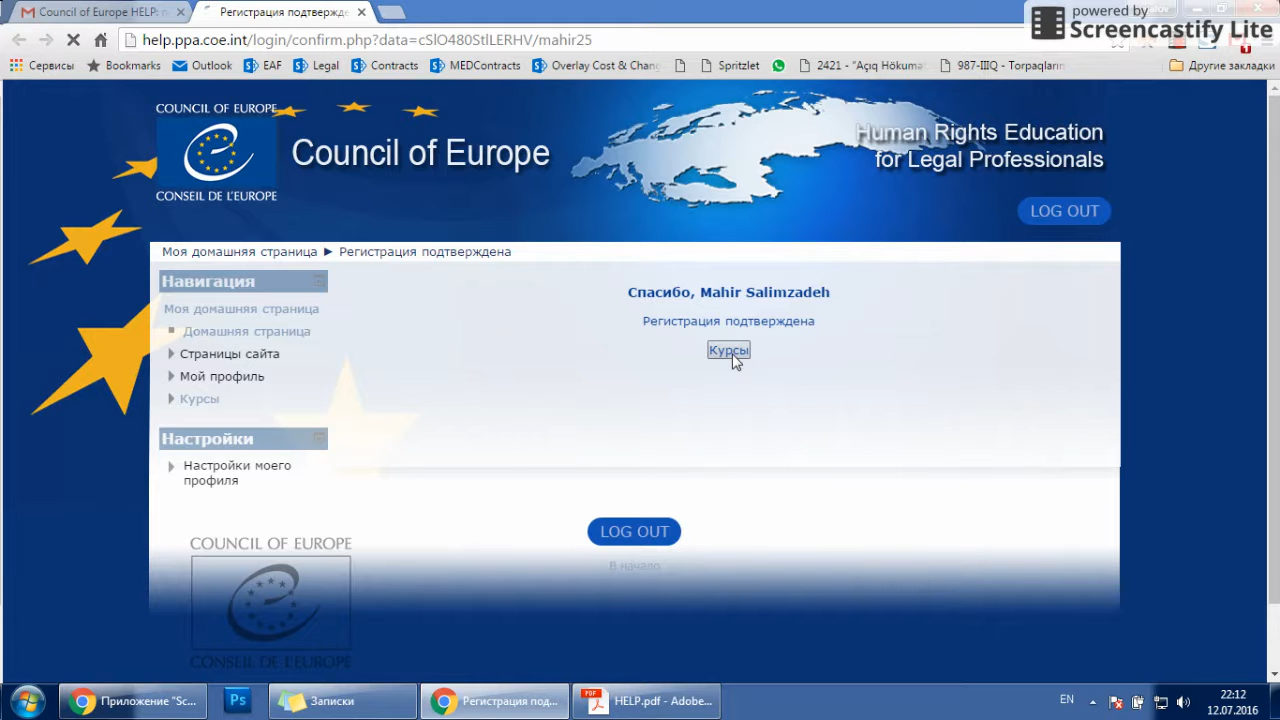 Council of Europe HELP:
Регистрация подтвержде
powered by
Screencastify Lite
help.ppa.coe.int/login/confirm.php?data=cSlO489IStlLERHV/mahir25
Сервисы
Bookmarks
Outlook
EAF
Legal
Contracts
MEDContracts
Overlay Cost & Chang
Spritzlet
2421 - "Açıq Hökumə
987-IIIQ - Torpaqların
Другие закладки
COUNCIL OF EUROPE
CONSEIL DE L'EUROPE
Council of Europe
Human Rights Education
for Legal Professionals
LOG OUT
Моя домашняя страница ► Регистрация подтверждена
Навигация
Моя домашняя страница
Домашняя страница
Страницы сайта
Мой профиль
Курсы
Настройки
Настройки моего
профиля
Спасибо, Mahir Salimzadeh
Регистрация подтверждена
Курсы
LOG OUT
В начало
COUNCIL OF EUROPE
CONSEIL DE L'EUROPE
Приложение "Sc...
Ps
Записки
Регистрация под...
HELP.pdf - Adobe...
EN
22:12
12.07.2016